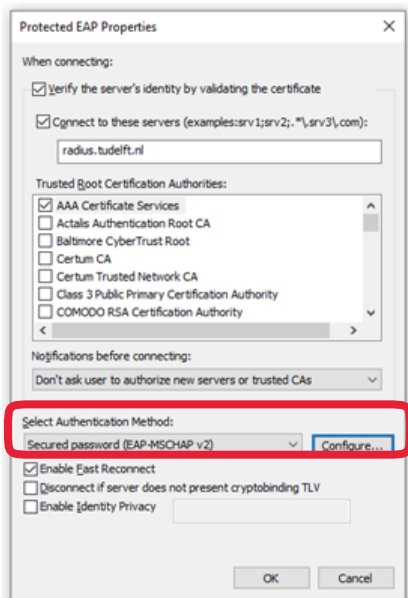 Protected EAP Properties
When connecting:
Verify the server's identity by validating the certificate
Connect to these servers (examples:srv1;srv2;.*\.srv3\.com):
radius.tudelft.nl
Trusted Root Certification Authorities:
AAA Certificate Services
Actalis Authentication Root CA
Baltimore CyberTrust Root
Certum CA
Certum Trusted Network CA
Class 3 Public Primary Certification Authority
COMODO RSA Certification Authority
Notifications before connecting:
Don't ask user to authorize new servers or trusted CAs
Select Authentication Method:
Secured password (EAP-MSCHAP v2) Configure...
Enable Fast Reconnect
Disconnect if server does not present cryptobinding TLV
Enable Identity Privacy
OK Cancel